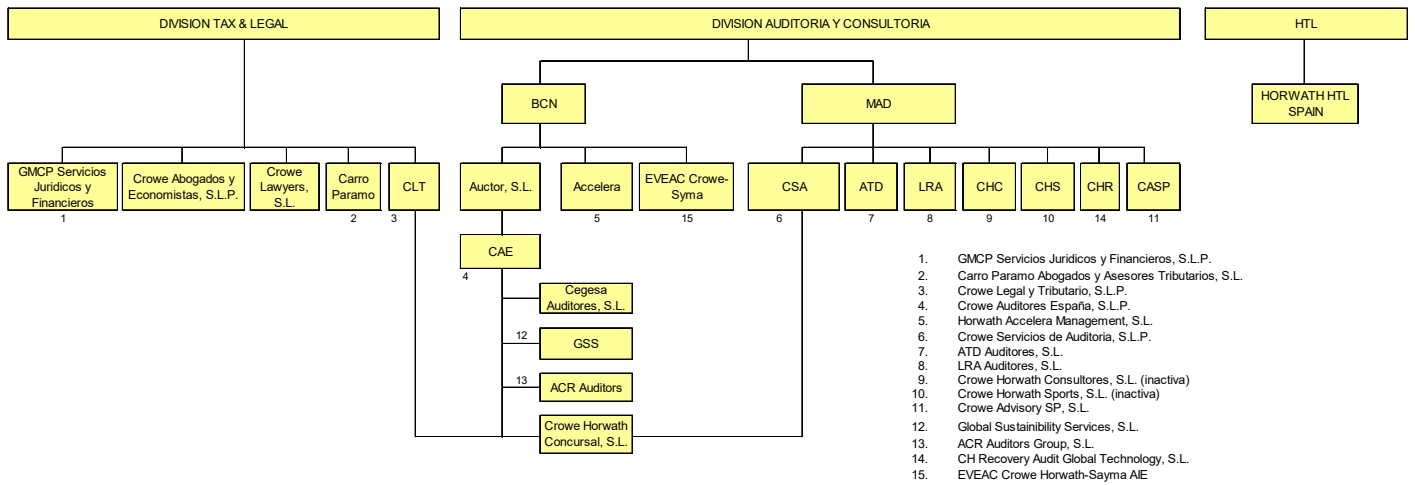 DIVISION TAX & LEGAL
DIVISION AUDITORIA Y CONSULTORIA
HTL
BCN
MAD
HORWATH HTL
SPAIN
GMCP Servicios
Juridicos y
Financieros
1
Crowe Abogados y
Economistas, S.L.P.
Crowe
Lawyers,
S.L.
Carro
Paramo
2
CLT
3
Auctor, S.L.
Accelera
5
EVEAC Crowe-
Syma
15
CSA
6
ATD
7
LRA
8
CHC
9
CHS
10
CHR
14
CASP
11
CAE
4
Cegesa
Auditores, S.L.
12
GSS
13
ACR Auditors
Crowe Horwath
Concursal, S.L.
1. GMCP Servicios Juridicos y Financieros, S.L.P.
2. Carro Paramo Abogados y Asesores Tributarios, S.L.
3. Crowe Legal y Tributario, S.L.P.
4. Crowe Auditores España, S.L.P.
5. Horwath Accelera Management, S.L.
6. Crowe Servicios de Auditoria, S.L.P.
7. ATD Auditores, S.L.
8. LRA Auditores, S.L.
9. Crowe Horwath Consultores, S.L. (inactiva)
10. Crowe Horwath Sports, S.L. (inactiva)
11. Crowe Advisory SP, S.L.
12. Global Sustainibility Services, S.L.
13. ACR Auditors Group, S.L.
14. CH Recovery Audit Global Technology, S.L.
15. EVEAC Crowe Horwath-Sayma AIE